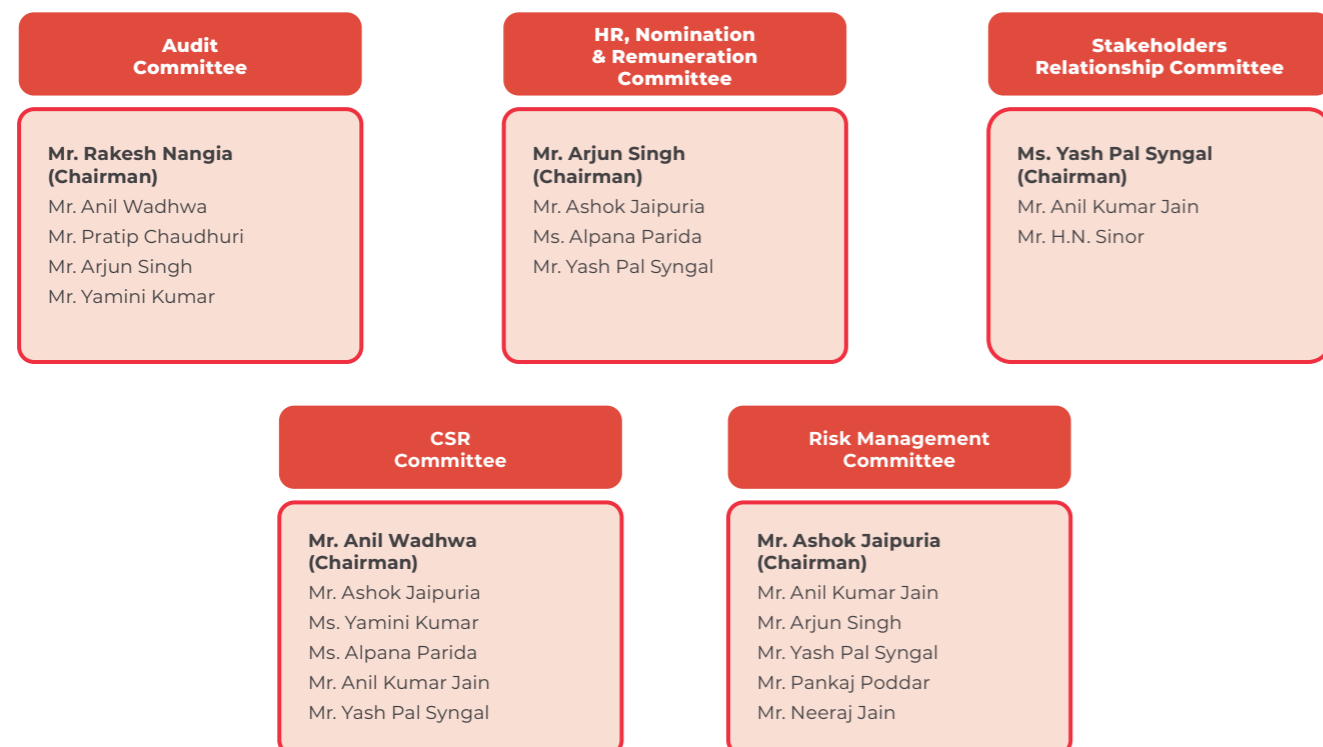 Audit
Committee
Mr. Rakesh Nangia
(Chairman)
Mr. Anil Wadhwa
Mr. Pratip Chaudhuri
Mr. Arjun Singh
Mr. Yamini Kumar
HR, Nomination
& Remuneration
Committee
Mr. Arjun Singh
(Chairman)
Mr. Ashok Jaipuria
Ms. Alpana Parida
Mr. Yash Pal Syngal
Stakeholders
Relationship Committee
Ms. Yash Pal Syngal
(Chairman)
Mr. Anil Kumar Jain
Mr. H.N. Sinor
CSR
Committee
Mr. Anil Wadhwa
(Chairman)
Mr. Ashok Jaipuria
Ms. Yamini Kumar
Ms. Alpana Parida
Mr. Anil Kumar Jain
Mr. Yash Pal Syngal
Risk Management
Committee
Mr. Ashok Jaipuria
(Chairman)
Mr. Anil Kumar Jain
Mr. Arjun Singh
Mr. Yash Pal Syngal
Mr. Pankaj Poddar
Mr. Neeraj Jain